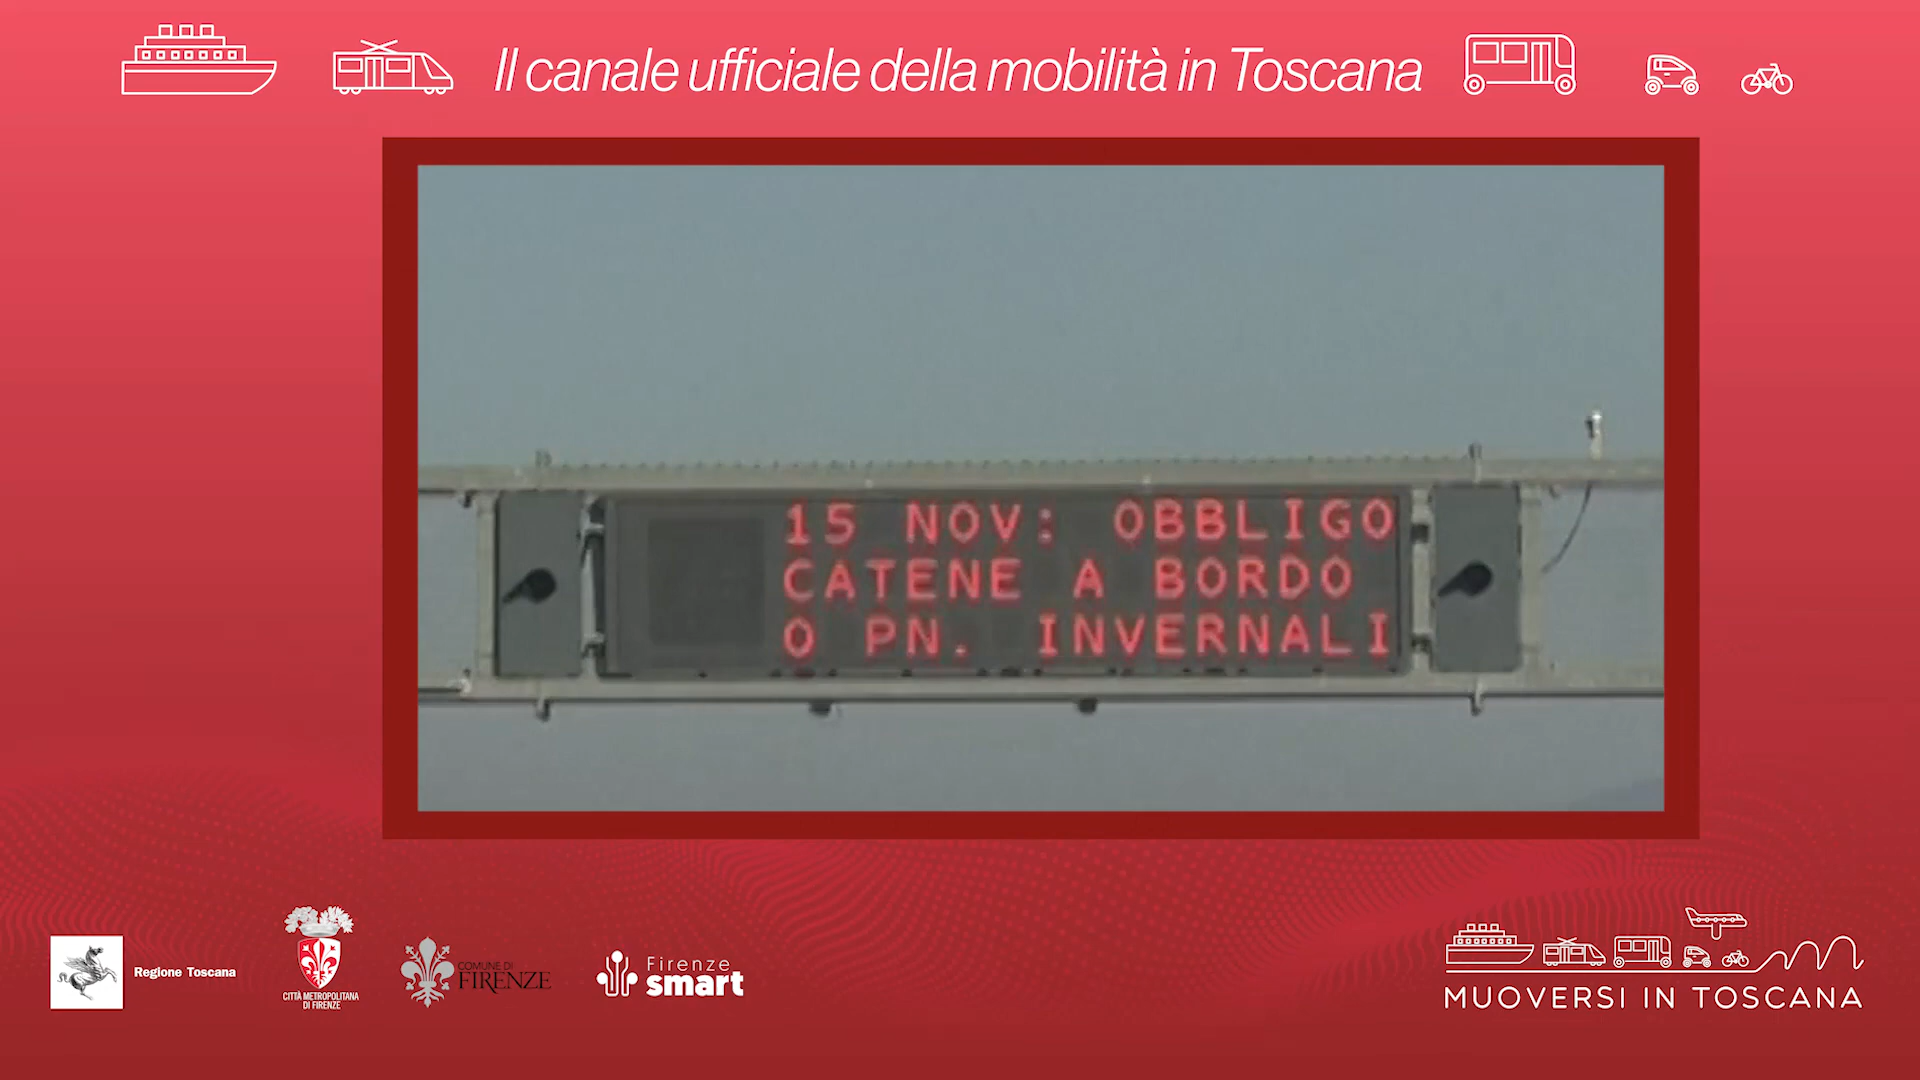 Il canale ufficiale della mobilità in Toscana
15 NOV: OBBLIGO
CATENE A BORDO
O PN. INVERNALI
Regione Toscana
CITTÀ METROPOLITANA
DI FIRENZE
COMUNE DI
FIRENZE
Firenze
smart
MUOVERSI IN TOSCANA